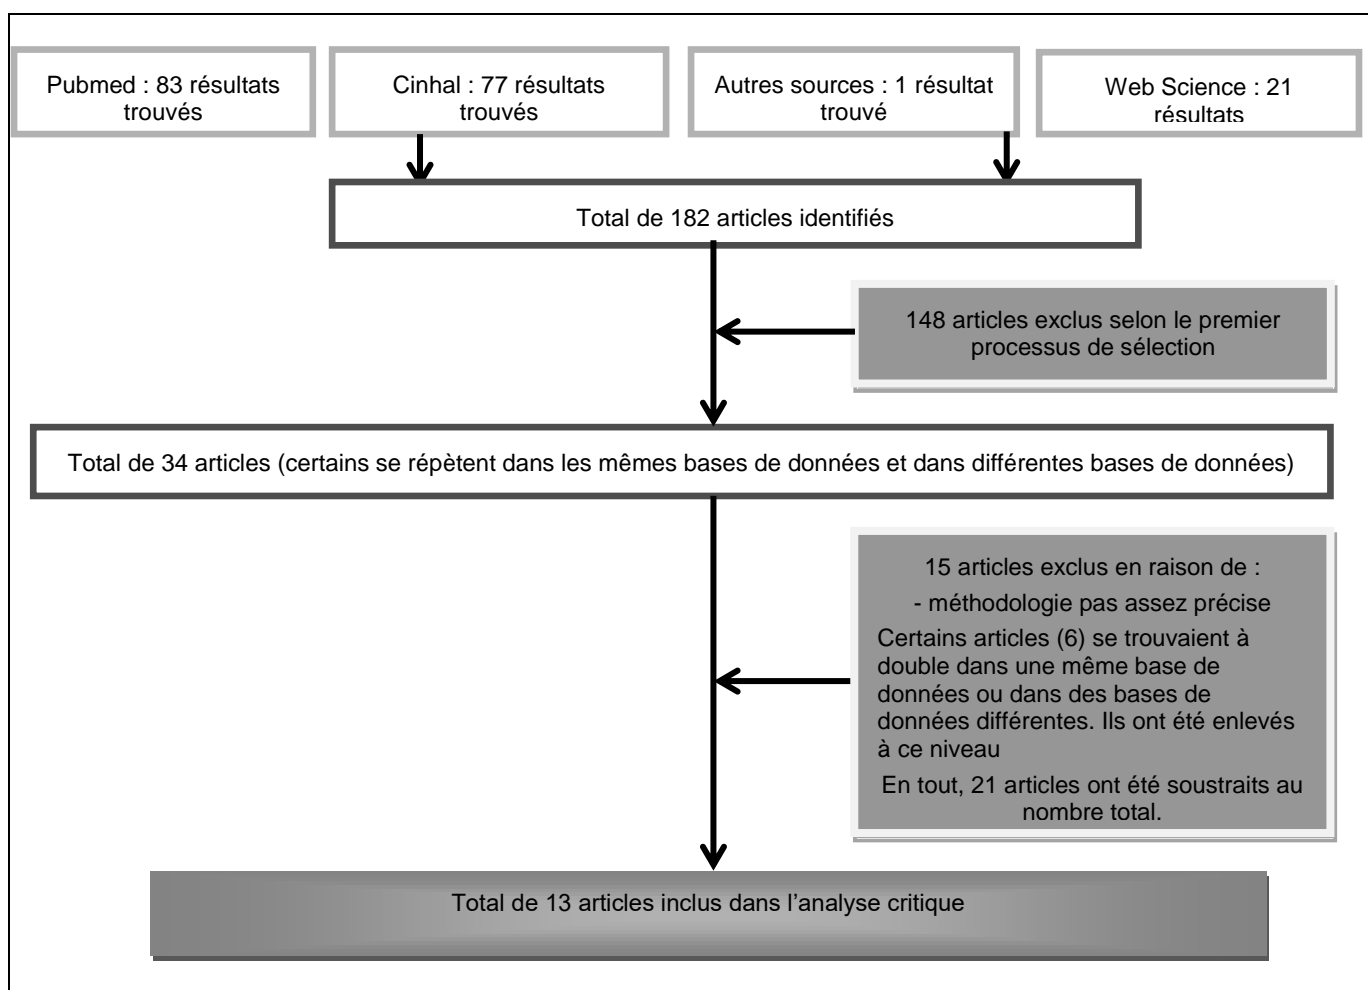 Pubmed : 83 résultats
trouvés
Cinhal : 77 résultats
trouvés
Autres sources : 1 résultat
trouvé
Web Science : 21
résultats
Total de 182 articles identifiés
148 articles exclus selon le premier
processus de sélection
Total de 34 articles (certains se répètent dans les mêmes bases de données et dans différentes bases de données)
15 articles exclus en raison de :
- méthodologie pas assez précise
Certains articles (6) se trouvaient à
double dans une même base de
données ou dans des bases de
données différentes. Ils ont été enlevés
à ce niveau
En tout, 21 articles ont été soustraits au
nombre total.
Total de 13 articles inclus dans l’analyse critique